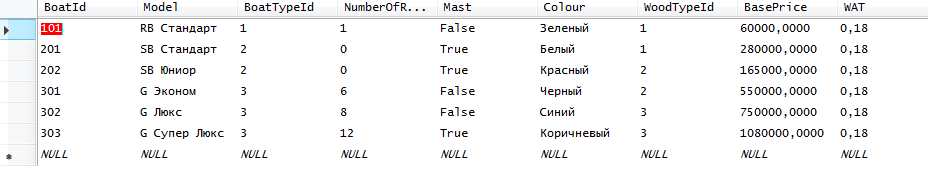 BoatId Model BoatTypeId NumberOfR... Mast Colour WoodTypeId BasePrice WAT
101 RB Стандарт 1 1 False Зеленый 1 60000,0000 0,18
201 SB Стандарт 2 0 True Белый 1 280000,0000 0,18
202 SB Юниор 2 0 True Красный 2 165000,0000 0,18
301 G Эконом 3 6 False Черный 2 550000,0000 0,18
302 G Люкс 3 8 False Синий 3 750000,0000 0,18
303 G Супер Люкс 3 12 True Коричневый 3 1080000,0000 0,18
NULL NULL NULL NULL NULL NULL NULL NULL NULL